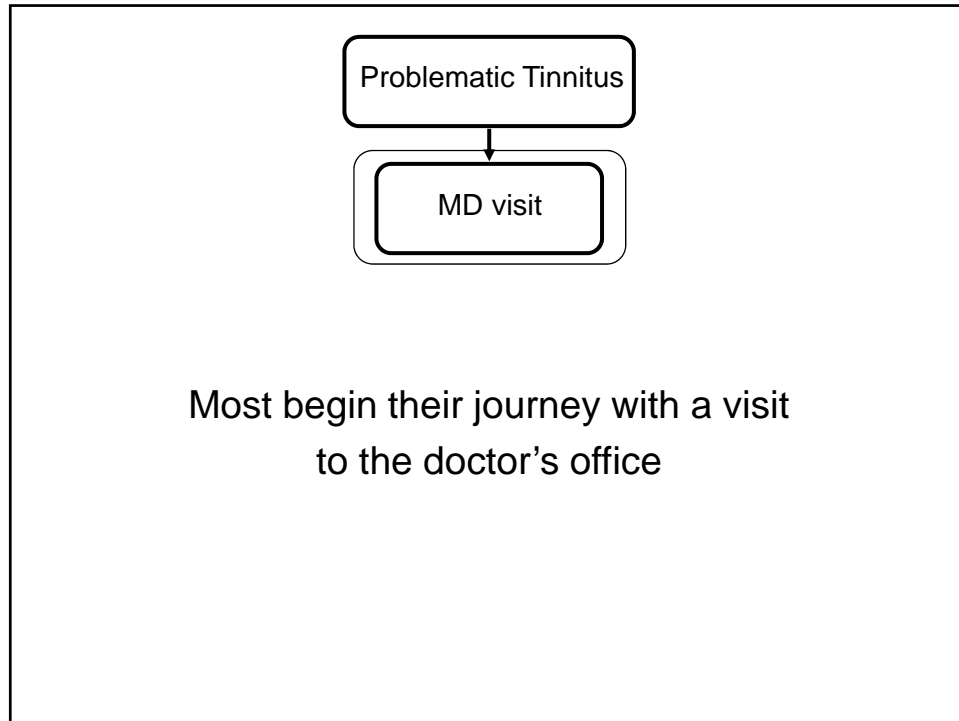 Problematic Tinnitus
MD visit
Most begin their journey with a visit
to the doctor’s office